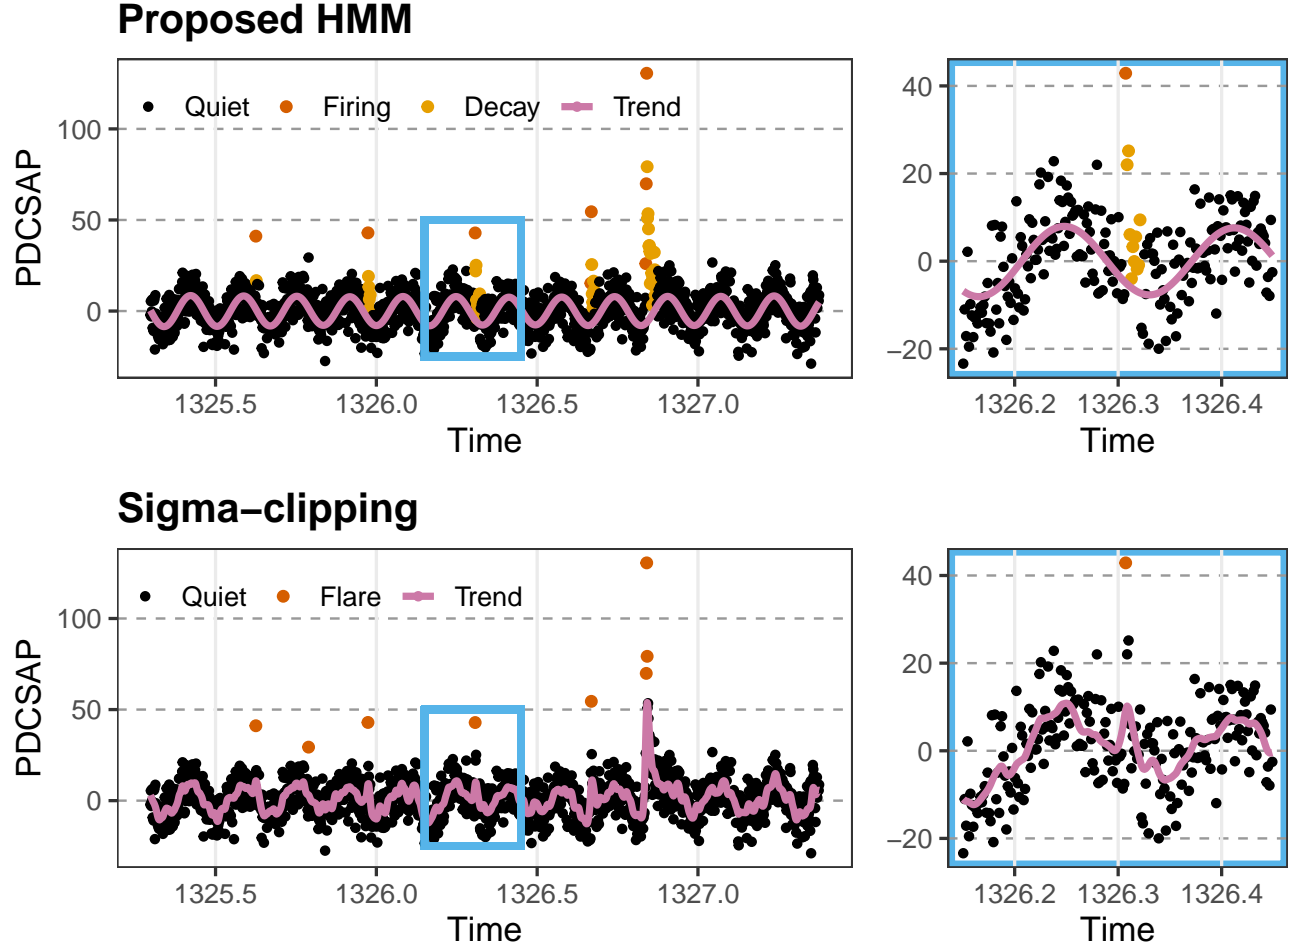 Proposed HMM
Quiet Firing Decay Trend
PDCSAP
100
50
0
1325.5 1326.0 1326.5 1327.0
Time
40
20
0
−20
1326.2 1326.3 1326.4
Time
Sigma−clipping
Quiet Flare Trend
PDCSAP
100
50
0
1325.5 1326.0 1326.5 1327.0
Time
40
20
0
−20
1326.2 1326.3 1326.4
Time